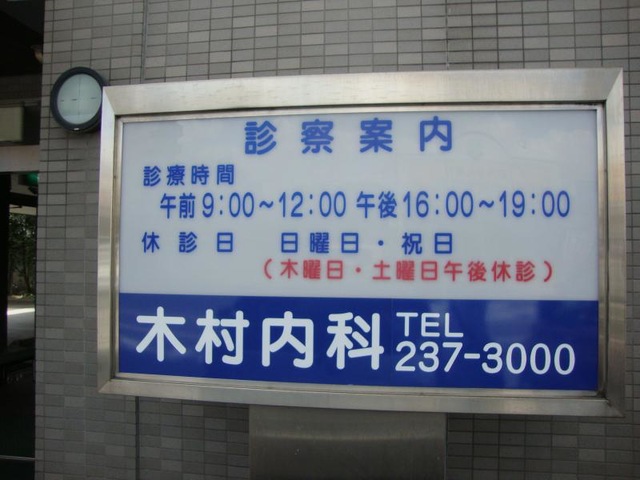 診察案内
診療時間
午前9:00～12:00 午後16:00～19:00
休診日 日曜日・祝日
（木曜日・土曜日午後休診）
木村内科 TEL 237-3000